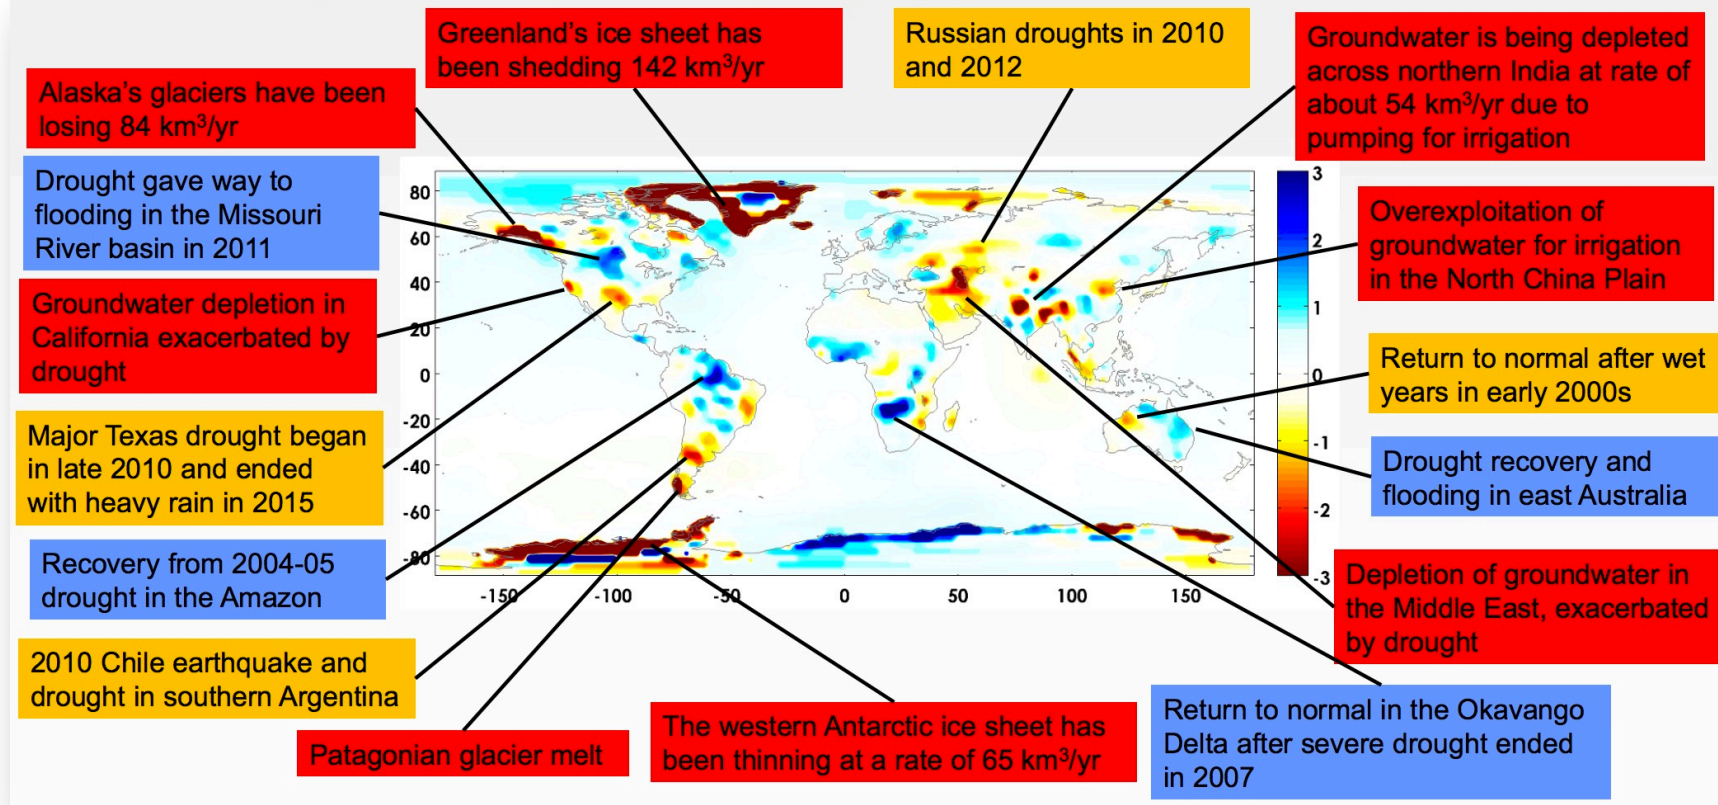 Greenland's ice sheet has
been shedding 142 km³/yr
Russian droughts in 2010
and 2012
Groundwater is being depleted
across northern India at rate of
about 54 km³/yr due to
pumping for irrigation
Alaska's glaciers have been
losing 84 km³/yr
Drought gave way to
flooding in the Missouri
River basin in 2011
Groundwater depletion in
California exacerbated by
drought
Major Texas drought began
in late 2010 and ended
with heavy rain in 2015
Recovery from 2004-05
drought in the Amazon
2010 Chile earthquake and
drought in southern Argentina
Patagonian glacier melt
The western Antarctic ice sheet has
been thinning at a rate of 65 km³/yr
Return to normal in the Okavango
Delta after severe drought ended
in 2007
Depletion of groundwater in
the Middle East, exacerbated
by drought
Drought recovery and
flooding in east Australia
Return to normal after wet
years in early 2000s
Overexploitation of
groundwater for irrigation
in the North China Plain
80
60
40
20
0
-20
-40
-60
-80
-150 -100 -50 0 50 100 150
3
2
1
0
-1
-2
-3